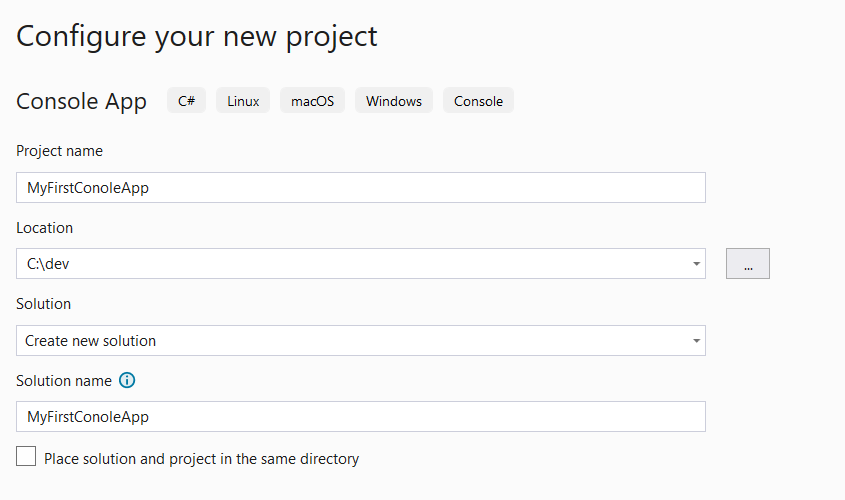 Configure your new project
Console App C# Linux macOS Windows Console
Project name
MyFirstConoleApp
Location
C:\dev
...
Solution
Create new solution
Solution name
MyFirstConoleApp
Place solution and project in the same directory